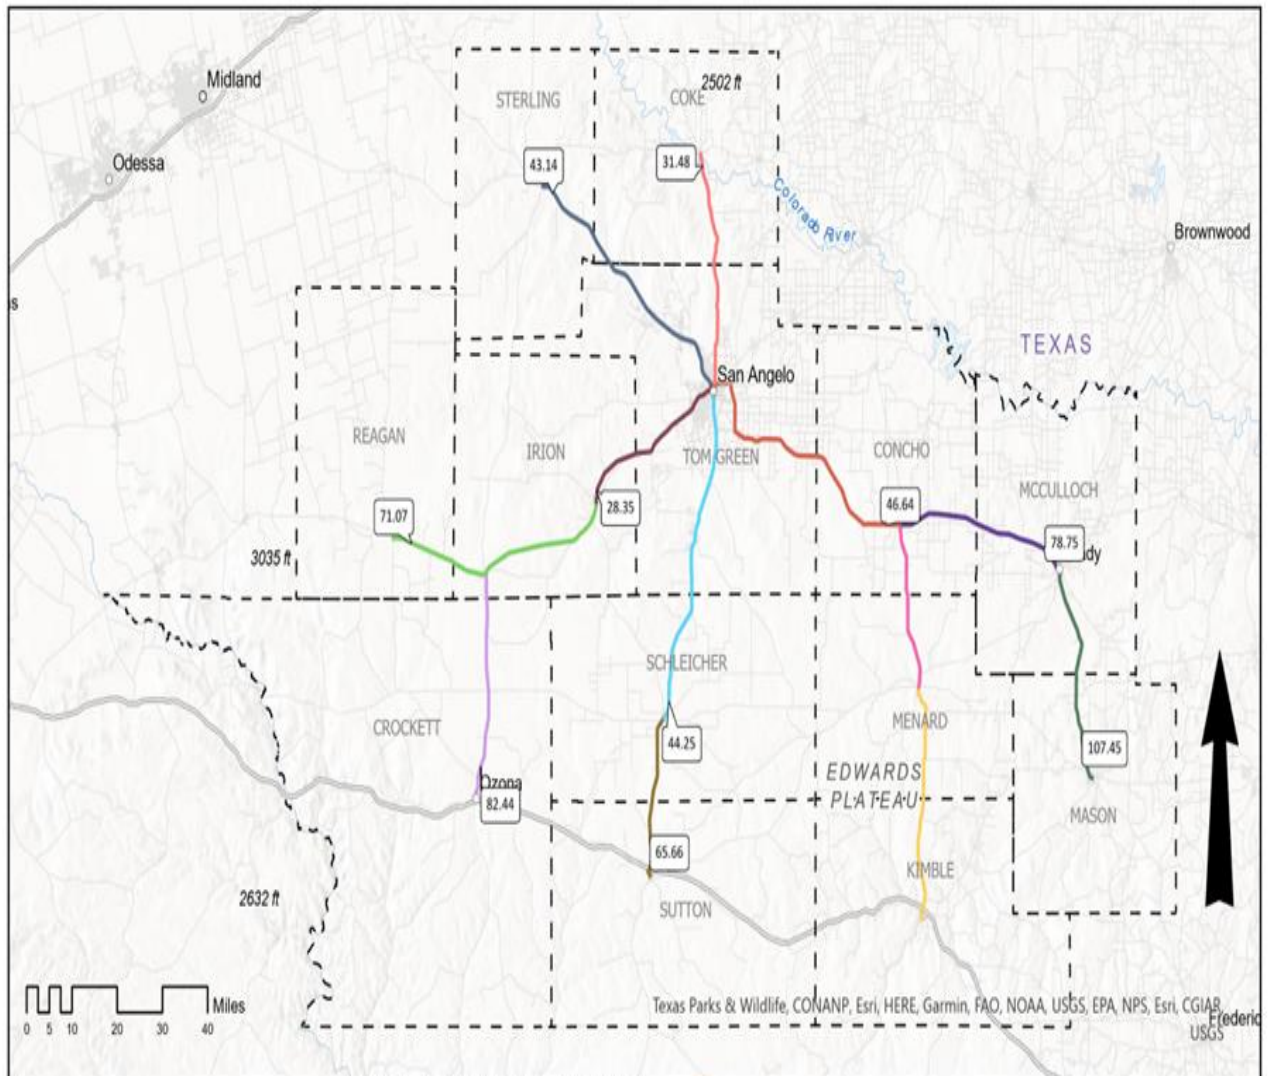 Midland
2502 ft
STERLING
COKE
Odessa
43.14
31.48
Colorado River
Brownwood
s
TEXAS
San Angelo
REAGAN
IRION
TOM GREEN
CONCHO
MCCULLOCH
71.07
28.35
46.64
78.75
dy
3035 ft
SCHLEICHER
CROCKETT
MENARD
44.25
107.45
EDWARDS
PLATEAU
Ozona
82.44
MASON
65.66
KIMBLE
2632 ft
SUTTON
Miles
0 5 10 20 30 40
Texas Parks & Wildlife, CONANP, Esri, HERE, Garmin, FAO, NOAA, USGS, EPA, NPS, Esri, CGIAR,
USGS
Frederic